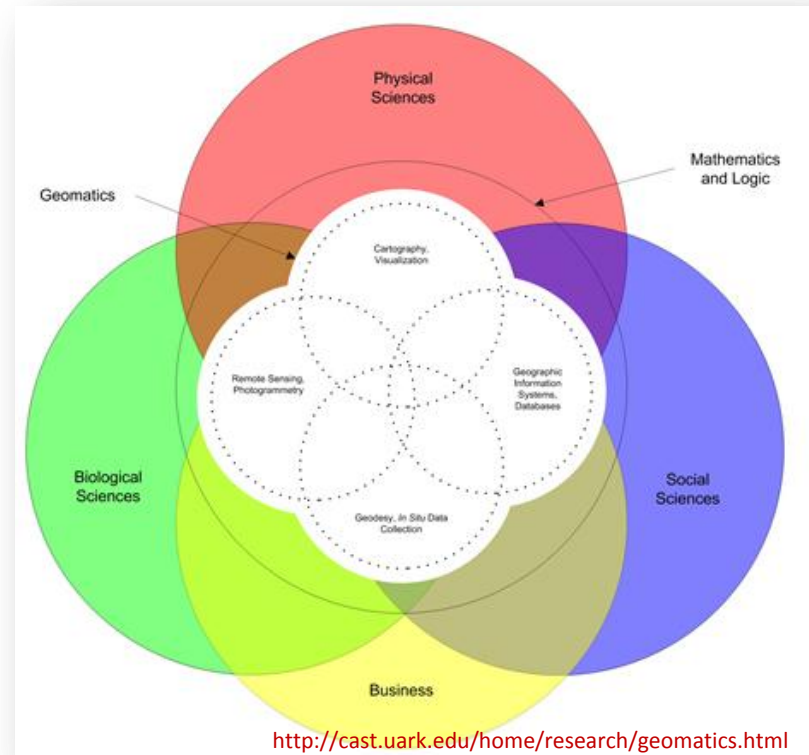 Physical
Sciences
Mathematics
and Logic
Geomatics
Cartography,
Visualization
Remote Sensing,
Photogrammetry
Geographic
Information
Systems,
Databases
Biological
Sciences
Social
Sciences
Geodesy, In Situ Data
Collection
Business
http://cast.uark.edu/home/research/geomatics.html